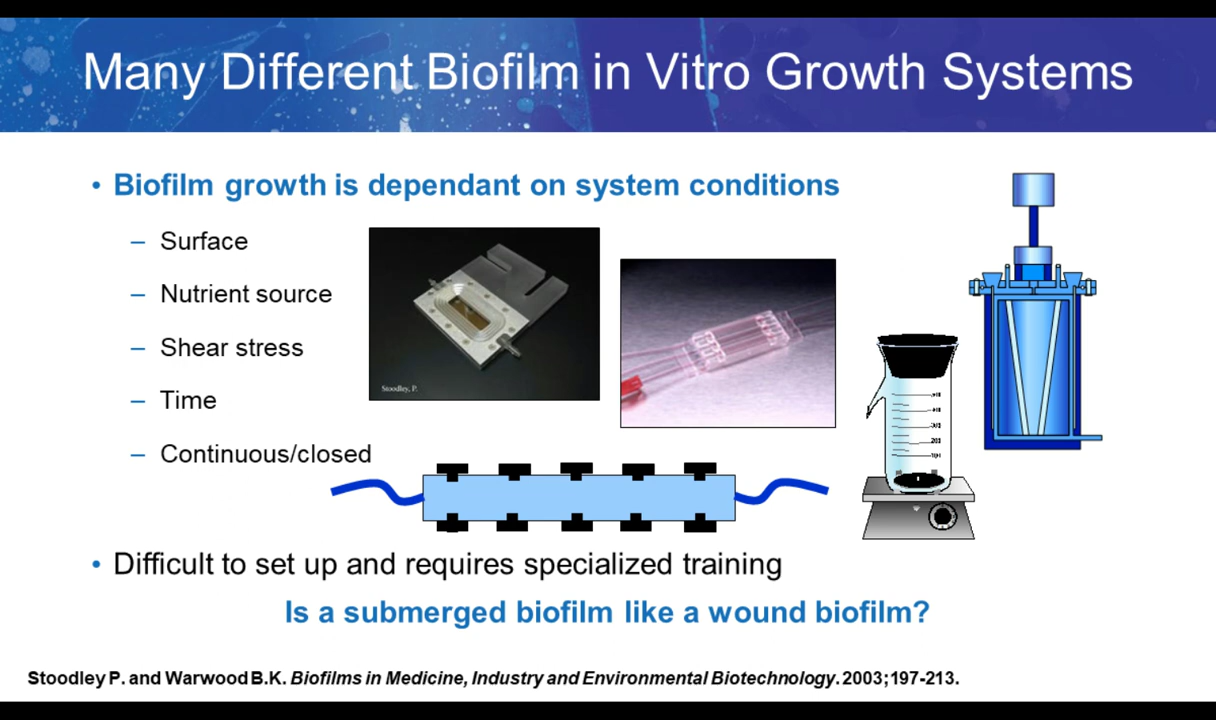 Many Different Biofilm in Vitro Growth Systems
• Biofilm growth is dependant on system conditions
– Surface
– Nutrient source
– Shear stress
– Time
– Continuous/closed
Stoodley, P.
• Difficult to set up and requires specialized training
Is a submerged biofilm like a wound biofilm?
Stoodley P. and Warwood B.K. Biofilms in Medicine, Industry and Environmental Biotechnology. 2003;197-213.